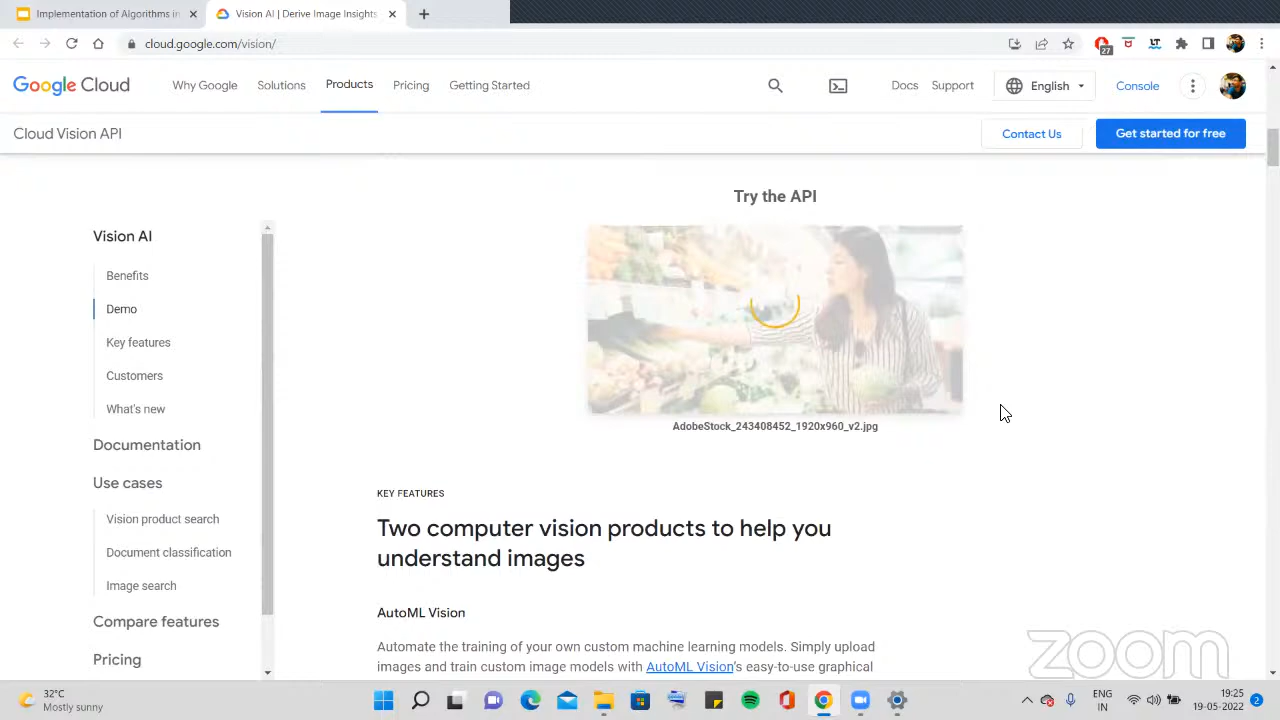 Implementation of Algorithms in
Vision AI | Derive Image Insights
cloud.google.com/vision/
27
Google Cloud
Why Google
Solutions
Products
Pricing
Getting Started
Docs
Support
English
Console
Cloud Vision API
Contact Us
Get started for free
Try the API
AdobeStock_243408452_1920x960_v2.jpg
Vision AI
Benefits
Demo
Key features
Customers
What's new
Documentation
Use cases
Vision product search
Document classification
Image search
Compare features
Pricing
KEY FEATURES
Two computer vision products to help you
understand images
AutoML Vision
Automate the training of your own custom machine learning models. Simply upload
images and train custom image models with AutoML Vision's easy-to-use graphical
zoom
32°C
Mostly sunny
ENG
IN
19:25
19-05-2022
2